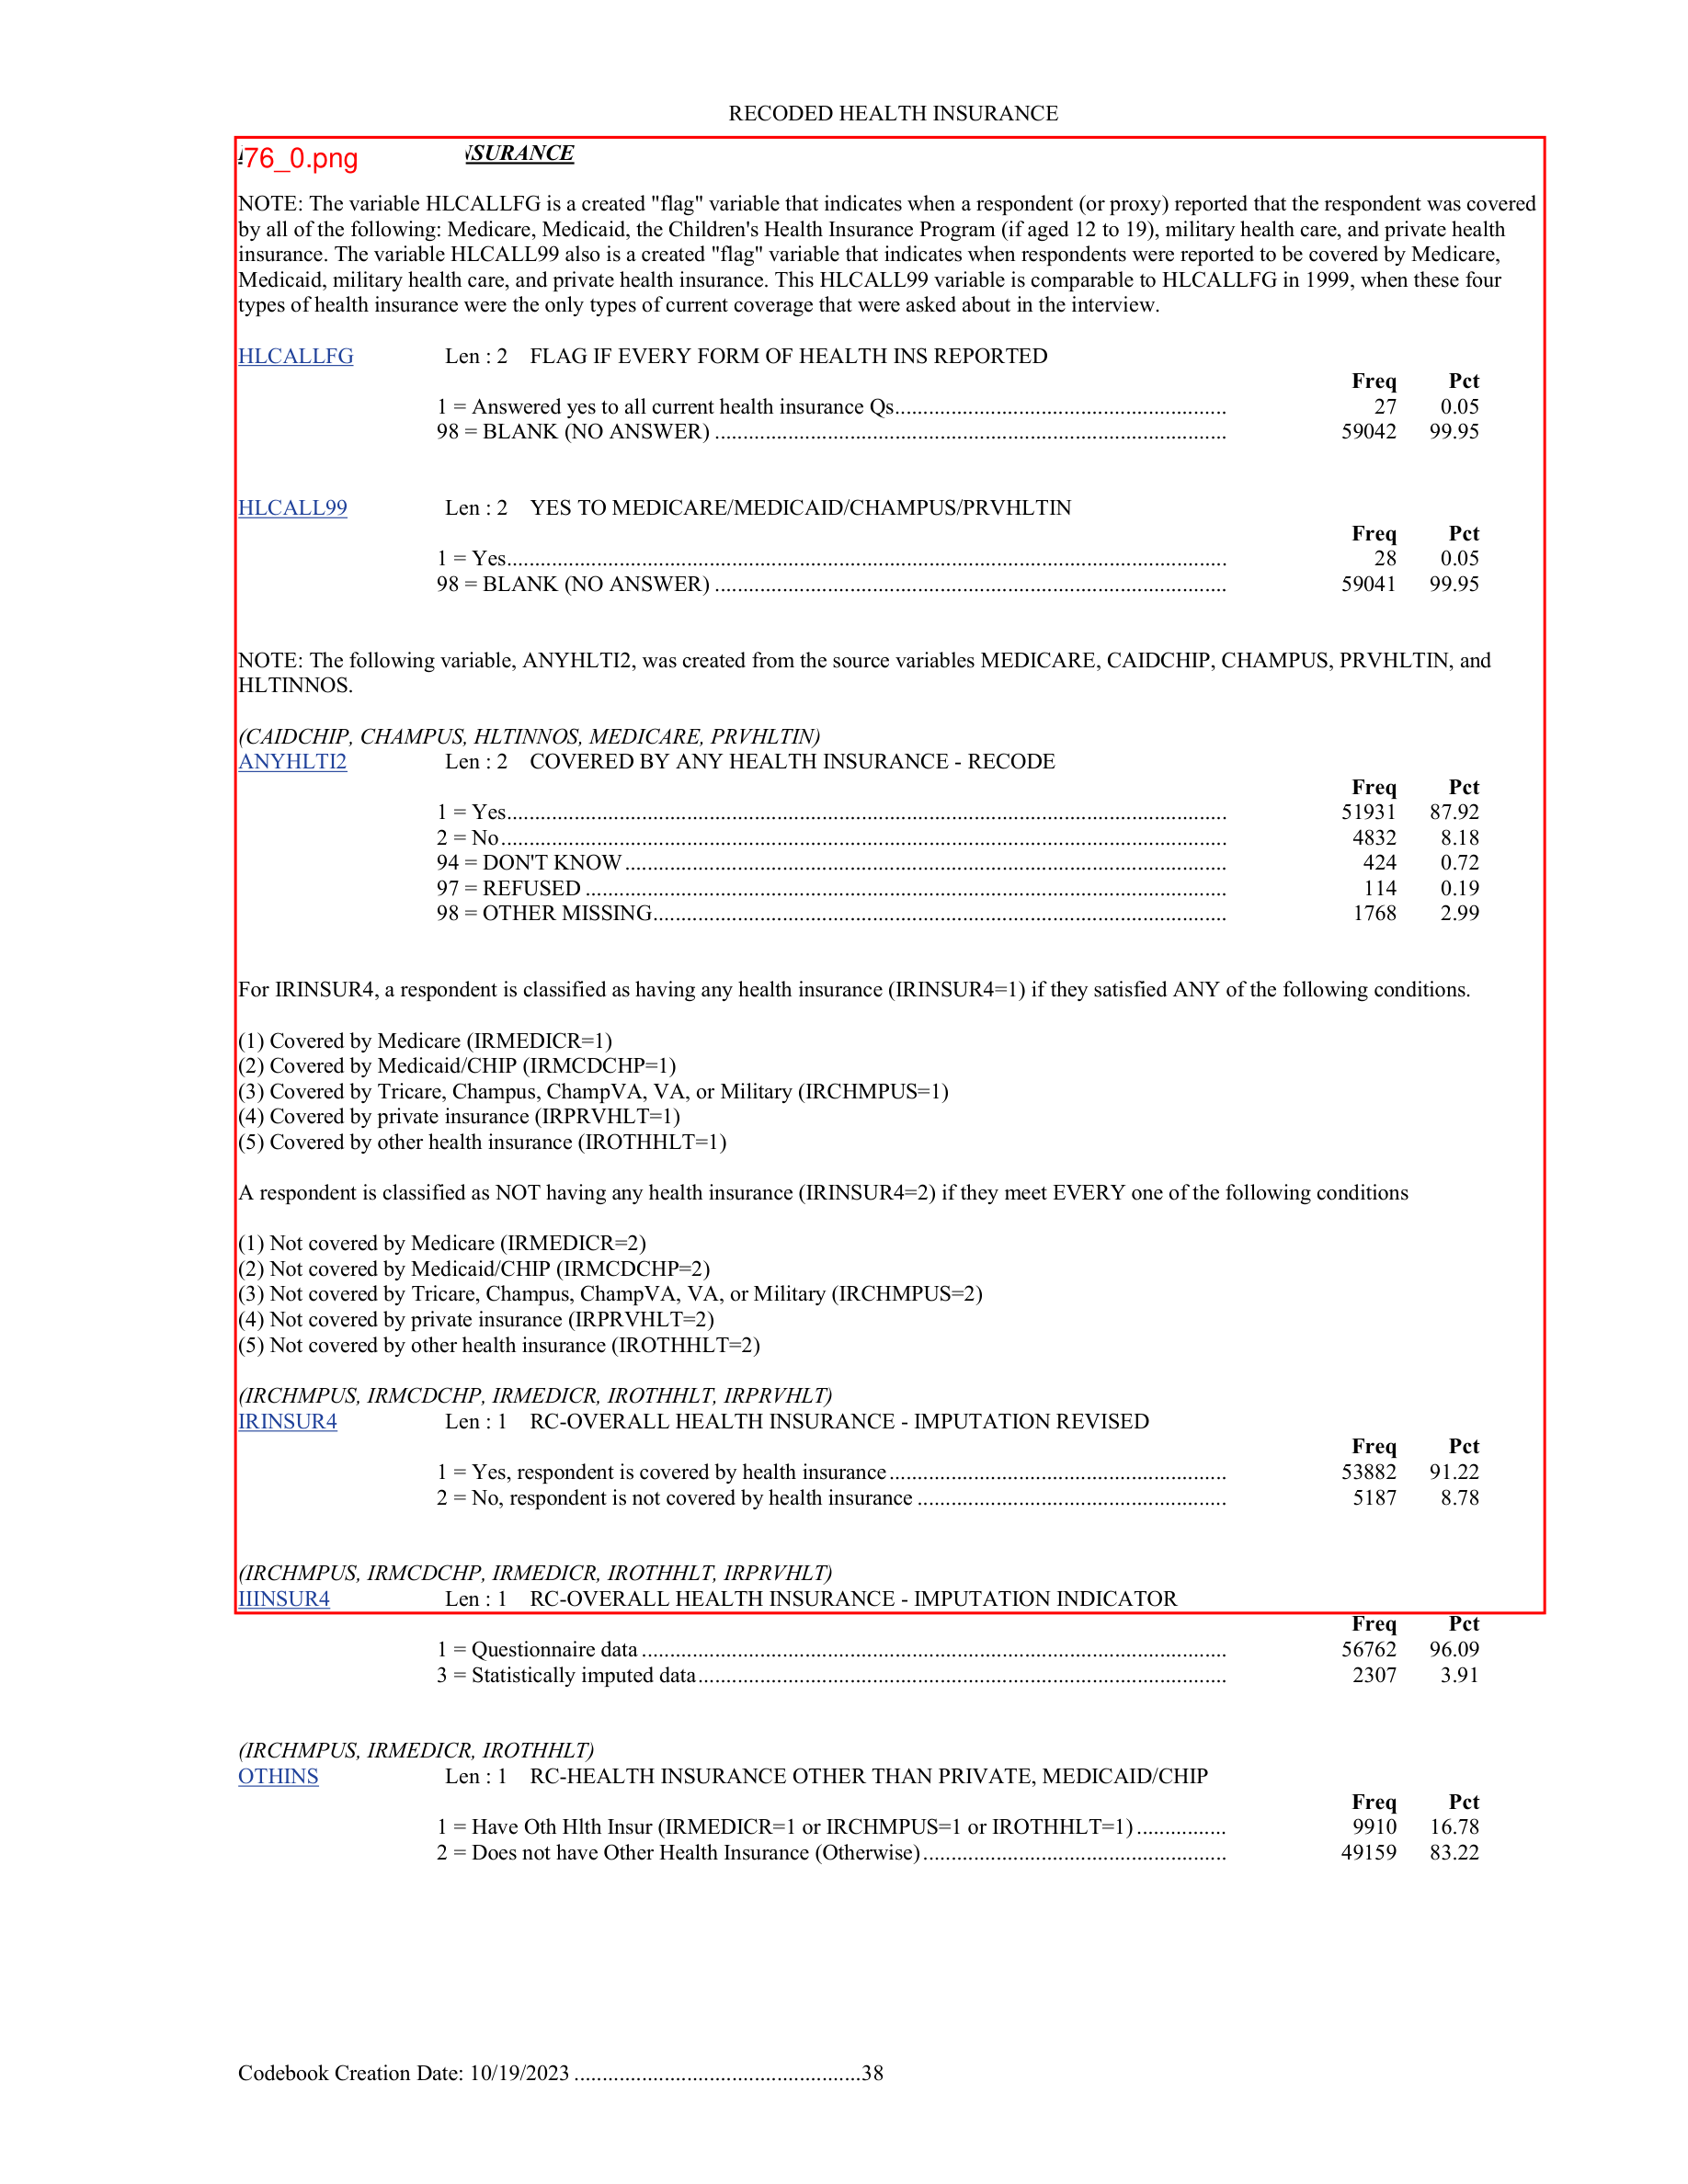 RECODED HEALTH INSURANCE
76_0.png
NSURANCE
NOTE: The variable HLCALLFG is a created "flag" variable that indicates when a respondent (or proxy) reported that the respondent was covered
by all of the following: Medicare, Medicaid, the Children's Health Insurance Program (if aged 12 to 19), military health care, and private health
insurance. The variable HLCALL99 also is a created "flag" variable that indicates when respondents were reported to be covered by Medicare,
Medicaid, military health care, and private health insurance. This HLCALL99 variable is comparable to HLCALLFG in 1999, when these four
types of health insurance were the only types of current coverage that were asked about in the interview.
HLCALLFG Len : 2 FLAG IF EVERY FORM OF HEALTH INS REPORTED
Freq Pct
1 = Answered yes to all current health insurance Qs........................................................... 27 0.05
98 = BLANK (NO ANSWER) ........................................................................................... 59042 99.95
HLCALL99 Len : 2 YES TO MEDICARE/MEDICAID/CHAMPUS/PRVHLTIN
Freq Pct
1 = Yes................................................................................................................................ 28 0.05
98 = BLANK (NO ANSWER) ........................................................................................... 59041 99.95
NOTE: The following variable, ANYHLTI2, was created from the source variables MEDICARE, CAIDCHIP, CHAMPUS, PRVHLTIN, and
HLTINNOS.
(CAIDCHIP, CHAMPUS, HLTINNOS, MEDICARE, PRVHLTIN)
ANYHLTI2 Len : 2 COVERED BY ANY HEALTH INSURANCE - RECODE
Freq Pct
1 = Yes................................................................................................................................ 51931 87.92
2 = No................................................................................................................................. 4832 8.18
94 = DON'T KNOW........................................................................................................... 424 0.72
97 = REFUSED .................................................................................................................. 114 0.19
98 = OTHER MISSING...................................................................................................... 1768 2.99
For IRINSUR4, a respondent is classified as having any health insurance (IRINSUR4=1) if they satisfied ANY of the following conditions.
(1) Covered by Medicare (IRMEDICR=1)
(2) Covered by Medicaid/CHIP (IRMCDCHP=1)
(3) Covered by Tricare, Champus, ChampVA, VA, or Military (IRCHMPUS=1)
(4) Covered by private insurance (IRPRVHLT=1)
(5) Covered by other health insurance (IROTHHLT=1)
A respondent is classified as NOT having any health insurance (IRINSUR4=2) if they meet EVERY one of the following conditions
(1) Not covered by Medicare (IRMEDICR=2)
(2) Not covered by Medicaid/CHIP (IRMCDCHP=2)
(3) Not covered by Tricare, Champus, ChampVA, VA, or Military (IRCHMPUS=2)
(4) Not covered by private insurance (IRPRVHLT=2)
(5) Not covered by other health insurance (IROTHHLT=2)
(IRCHMPUS, IRMCDCHP, IRMEDICR, IROTHHLT, IRPRVHLT)
IRINSUR4 Len : 1 RC-OVERALL HEALTH INSURANCE - IMPUTATION REVISED
Freq Pct
1 = Yes, respondent is covered by health insurance............................................................ 53882 91.22
2 = No, respondent is not covered by health insurance ....................................................... 5187 8.78
(IRCHMPUS, IRMCDCHP, IRMEDICR, IROTHHLT, IRPRVHLT)
IIINSUR4 Len : 1 RC-OVERALL HEALTH INSURANCE - IMPUTATION INDICATOR
Freq Pct
1 = Questionnaire data ........................................................................................................ 56762 96.09
3 = Statistically imputed data.............................................................................................. 2307 3.91
(IRCHMPUS, IRMEDICR, IROTHHLT)
OTHINS Len : 1 RC-HEALTH INSURANCE OTHER THAN PRIVATE, MEDICAID/CHIP
Freq Pct
1 = Have Oth Hlth Insur (IRMEDICR=1 or IRCHMPUS=1 or IROTHHLT=1)................ 9910 16.78
2 = Does not have Other Health Insurance (Otherwise)...................................................... 49159 83.22
Codebook Creation Date: 10/19/2023 ...................................................38